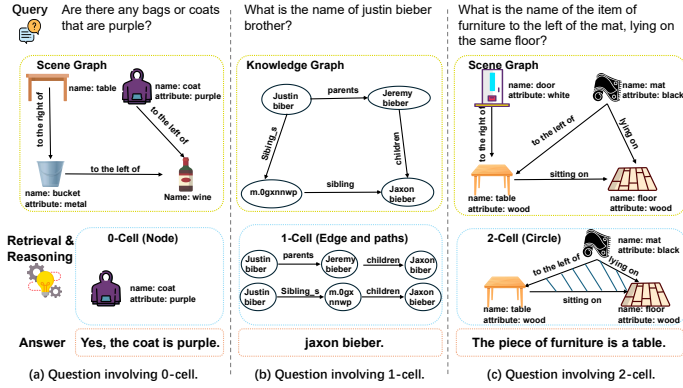 Query
Are there any bags or coats
that are purple?
What is the name of justin bieber
brother?
What is the name of the item of
furniture to the left of the mat, lying on
the same floor?
Scene Graph
name: table
name: coat
attribute: purple
to the right of
to the left of
to the left of
name: bucket
attribute: metal
Name: wine
Knowledge Graph
Justin
biber
parents
Jeremy
bieber
Sibing_s
children
m.0gxnnwp
sibling
Jaxon
bieber
Scene Graph
name: door
attribute: white
name: mat
attribute: black
to the right of
to the left of
lying on
sitting on
name: table
attribute: wood
name: floor
attribute: wood
Retrieval &
Reasoning
0-Cell (Node)
name: coat
attribute: purple
1-Cell (Edge and paths)
Justin
biber
parents
Jeremy
bieber
children
Jaxon
biber
Justin
biber
Sibling_s
m.0gx
nnwp
children
Jaxon
bieber
2-Cell (Circle)
name: mat
attribute: black
to the left of
lying on
sitting on
name: table
attribute: wood
name: floor
attribute: wood
Answer
Yes, the coat is purple.
jaxon bieber.
The piece of furniture is a table.
(a) Question involving 0-cell.
(b) Question involving 1-cell.
(c) Question involving 2-cell.